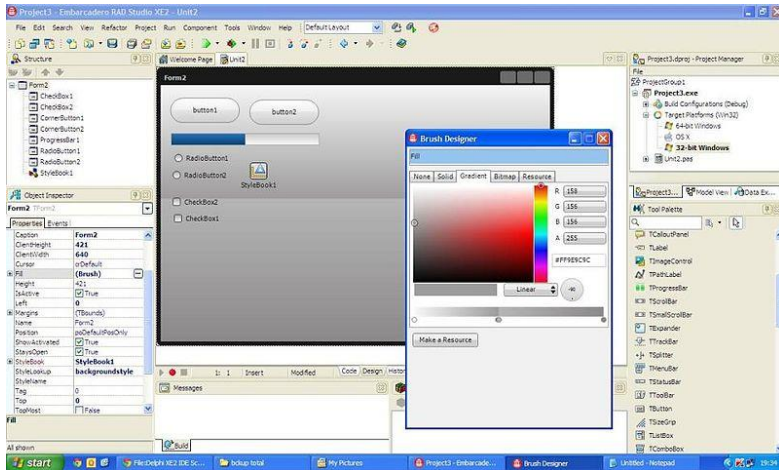 Project3 - Embarcadero RAD Studio XE2 - Unit2
File Edit Search View Refactor Project Run Component Tools Window Help Default Layout
Structure
Form2
CheckBox1
CheckBox2
CornerButton1
CornerButton2
ProgressBar1
RadioButton1
RadioButton2
StyleBook1
Object Inspector
Form2 TForm2
Properties Events
Caption Form2
ClientHeight 421
ClientWidth 640
Cursor crDefault
Fill (Brush)
Height 421
IsActive True
Left 0
Margins (TBounds)
Name Form2
Position poDefaultPosOnly
ShowActivated True
StaysOpen True
StyleBook StyleBook1
StyleLookup backgroundstyle
StyleName
Tag 0
Top 0
TopMost False
Fill
All shown
Welcome Page Unit2
Form2
button1 button2
RadioButton1
RadioButton2
StyleBook1
CheckBox2
CheckBox1
1: 1 Insert Modified Code Design
Messages
Build
Brush Designer
Fill
None Solid Gradient Bitmap Resource
R 158
G 156
B 156
A 255
#FF9E9C9C
Linear -90
Make a Resource
Project3.dproj - Project Manager
File
ProjectGroup1
Project3.exe
Build Configurations (Debug)
Target Platforms (Win32)
64-bit Windows
OS X
32-bit Windows
Unit2.pas
Project3... Model View Data Ex...
Tool Palette
TCalloutPanel
TLabel
TImageControl
TPathLabel
TProgressBar
TScrollBar
TSmallScrollBar
TExpander
TTrackBar
TSplitter
TMenuBar
TStatusBar
TToolBar
TButton
TSizeGrip
TListBox
TComboBox
start File:Delphi XE2 IDE Sc... bckup total My Pictures Project3 - Embarcade... Brush Designer Untitled - Notepad